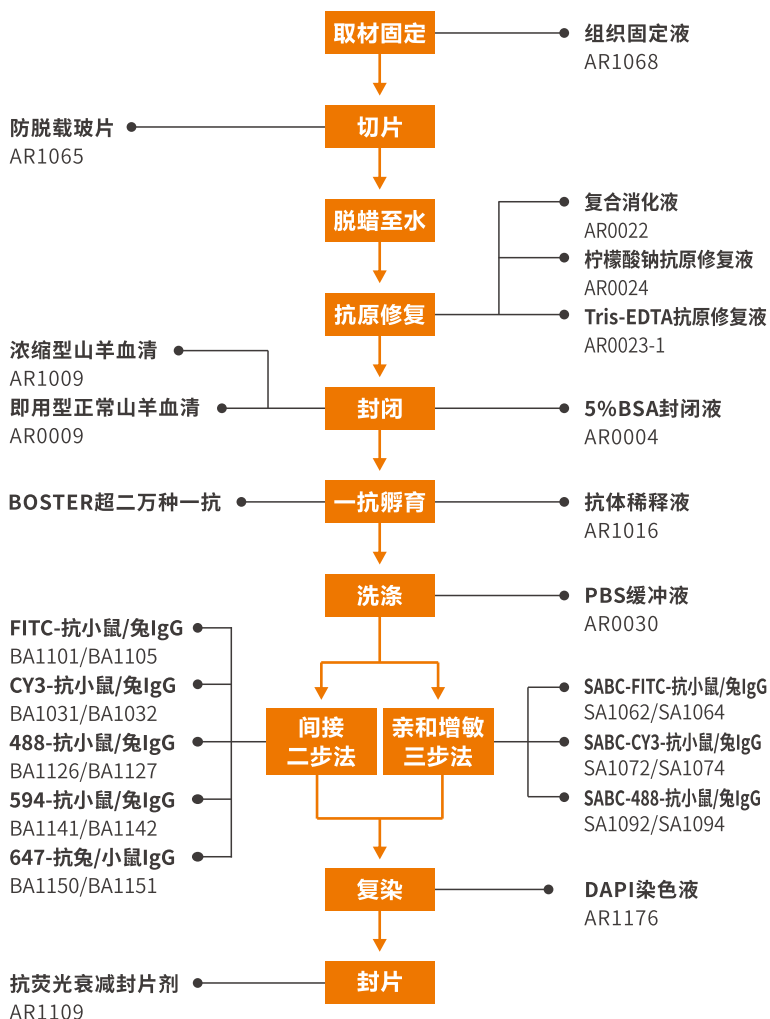 取材固定
组织固定液
AR1068
防脱载玻片
AR1065
切片
脱蜡至水
复合消化液
AR0022
柠檬酸钠抗原修复液
AR0024
抗原修复
Tris-EDTA抗原修复液
AR0023-1
浓缩型山羊血清
AR1009
即用型正常山羊血清
AR0009
封闭
5%BSA封闭液
AR0004
BOSTER超二万种一抗
一抗孵育
抗体稀释液
AR1016
洗涤
PBS缓冲液
AR0030
FITC-抗小鼠/兔IgG
BA1101/BA1105
CY3-抗小鼠/兔IgG
BA1031/BA1032
488-抗小鼠/兔IgG
BA1126/BA1127
594-抗小鼠/兔IgG
BA1141/BA1142
647-抗兔/小鼠IgG
BA1150/BA1151
间接
二步法
亲和增敏
三步法
SABC-FITC-抗小鼠/兔IgG
SA1062/SA1064
SABC-CY3-抗小鼠/兔IgG
SA1072/SA1074
SABC-488-抗小鼠/兔IgG
SA1092/SA1094
复染
DAPI染色液
AR1176
抗荧光衰减封片剂
AR1109
封片